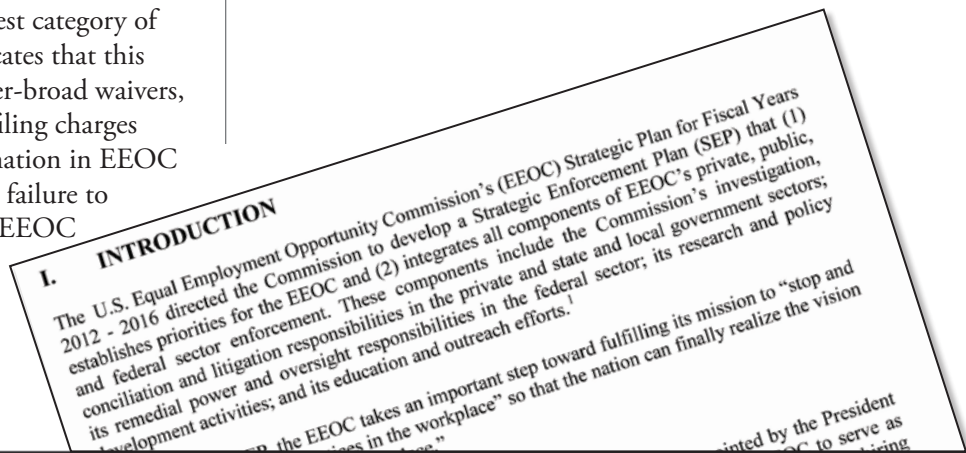 est category of
cates that this
er-broad waivers,
iling charges
nation in EEOC
failure to
EEOC
I. INTRODUCTION
The U.S. Equal Employment Opportunity Commission's (EEOC) Strategic Plan for Fiscal Years
2012 - 2016 directed the Commission to develop a Strategic Enforcement Plan (SEP) that (1)
establishes priorities for the EEOC and (2) integrates all components of EEOC's private, public,
and federal sector enforcement. These components include the Commission's investigation,
conciliation and litigation responsibilities in the private and state and local government sectors;
its remedial power and oversight responsibilities in the federal sector; its research and policy
development activities; and its education and outreach efforts.1
the EEOC takes an important step toward fulfilling its mission to "stop and
in the workplace" so that the nation can finally realize the vision
by the President
to serve as